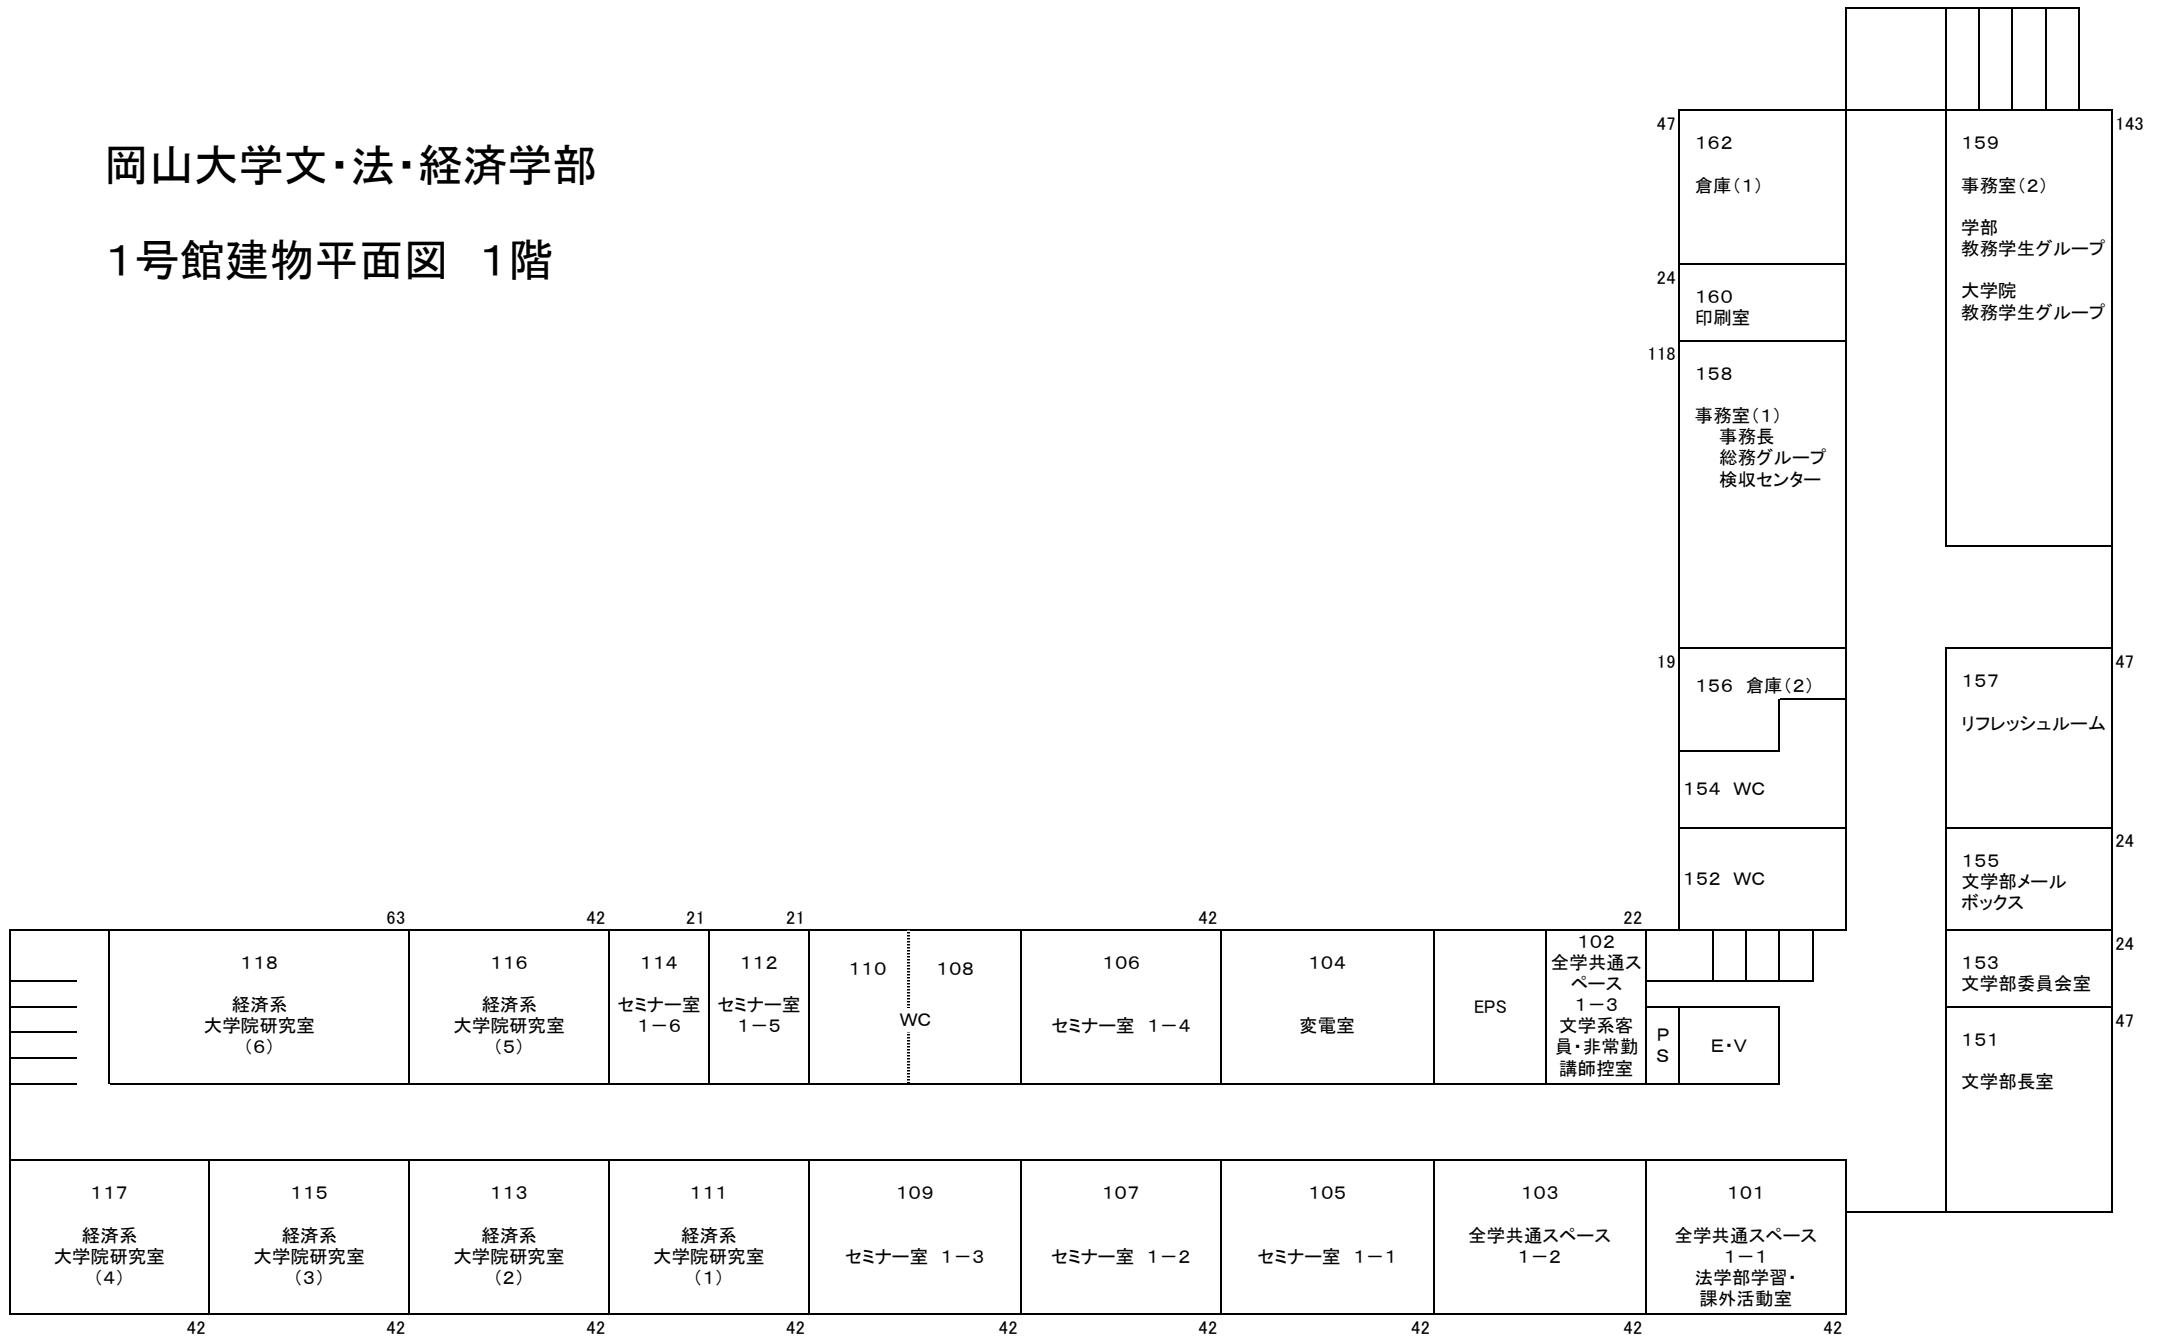 岡山大学文・法・経済学部
１号館建物平面図　１階
47
162
倉庫（１）
24
160
印刷室
118
158
事務室（１）
事務長
総務グループ
検収センター
19
156　倉庫（２）
154　WC
152　WC
143
159
事務室（２）
学部
教務学生グループ
大学院
教務学生グループ
47
157
リフレッシュルーム
24
155
文学部メール
ボックス
24
153
文学部委員会室
47
151
文学部長室
63
118
経済系
大学院研究室
（６）
42
116
経済系
大学院研究室
（５）
21
114
セミナー室
１－６
21
112
セミナー室
１－５
110
108
WC
42
106
セミナー室　１－４
104
変電室
EPS
22
102
全学共通ス
ペース
１－３
文学系客
員・非常勤
講師控室
P
S
E・V
117
経済系
大学院研究室
（４）
42
115
経済系
大学院研究室
（３）
42
113
経済系
大学院研究室
（２）
42
111
経済系
大学院研究室
（１）
42
109
セミナー室　１－３
42
107
セミナー室　１－２
42
105
セミナー室　１－１
42
103
全学共通スペース
１－２
42
101
全学共通スペース
１－１
法学部学習・
課外活動室
42